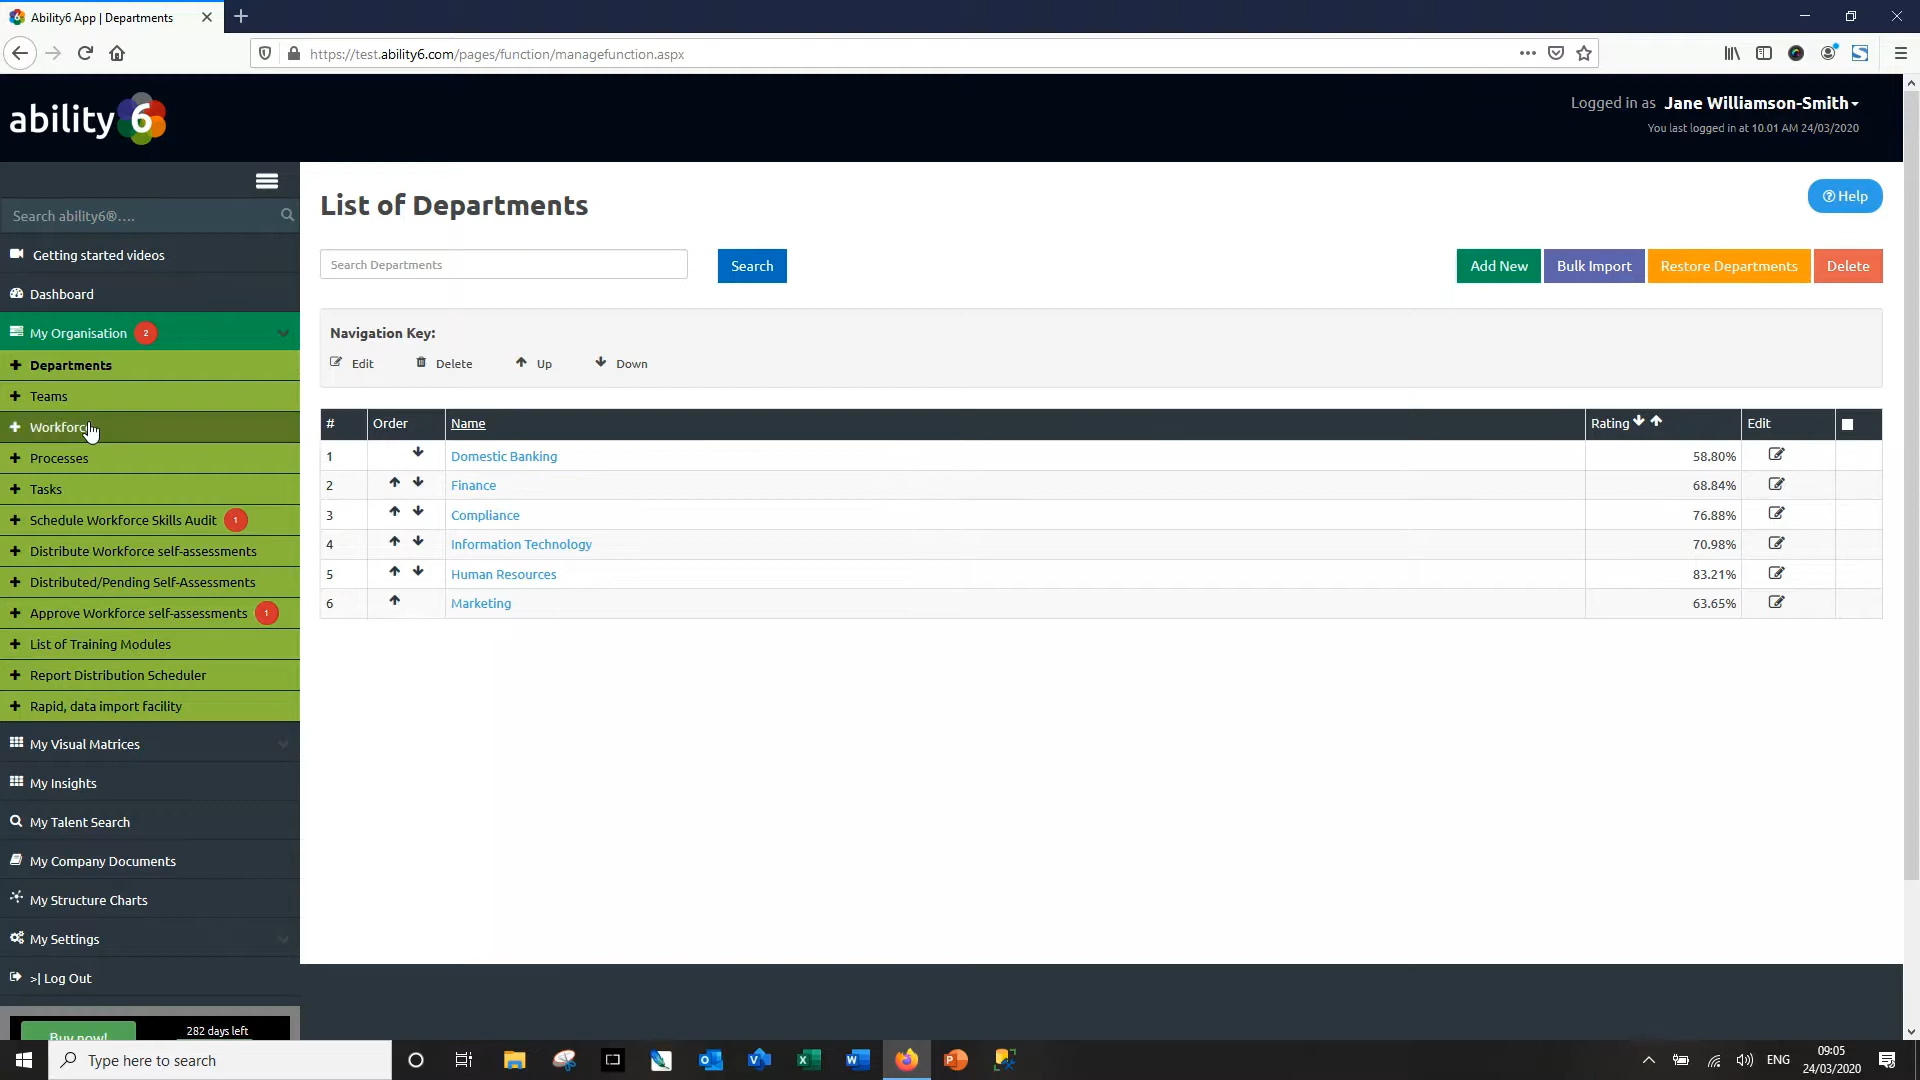 Ability6 App | Departments
https://test.ability6.com/pages/function/managefunction.aspx
ability6
Logged in as Jane Williamson-Smith
You last logged in at 10.01 AM 24/03/2020
Search ability6®....
Getting started videos
Dashboard
My Organisation 2
Departments
Teams
Workforce
Processes
Tasks
Schedule Workforce Skills Audit 1
Distribute Workforce self-assessments
Distributed/Pending Self-Assessments
Approve Workforce self-assessments 1
List of Training Modules
Report Distribution Scheduler
Rapid, data import facility
My Visual Matrices
My Insights
My Talent Search
My Company Documents
My Structure Charts
My Settings
>| Log Out
Buy now!
282 days left
List of Departments
Help
Search Departments
Search
Add New
Bulk Import
Restore Departments
Delete
Navigation Key:
Edit Delete Up Down
# Order Name Rating Edit
1 Domestic Banking 58.80%
2 Finance 68.84%
3 Compliance 76.88%
4 Information Technology 70.98%
5 Human Resources 83.21%
6 Marketing 63.65%
Type here to search
ENG
09:05
24/03/2020